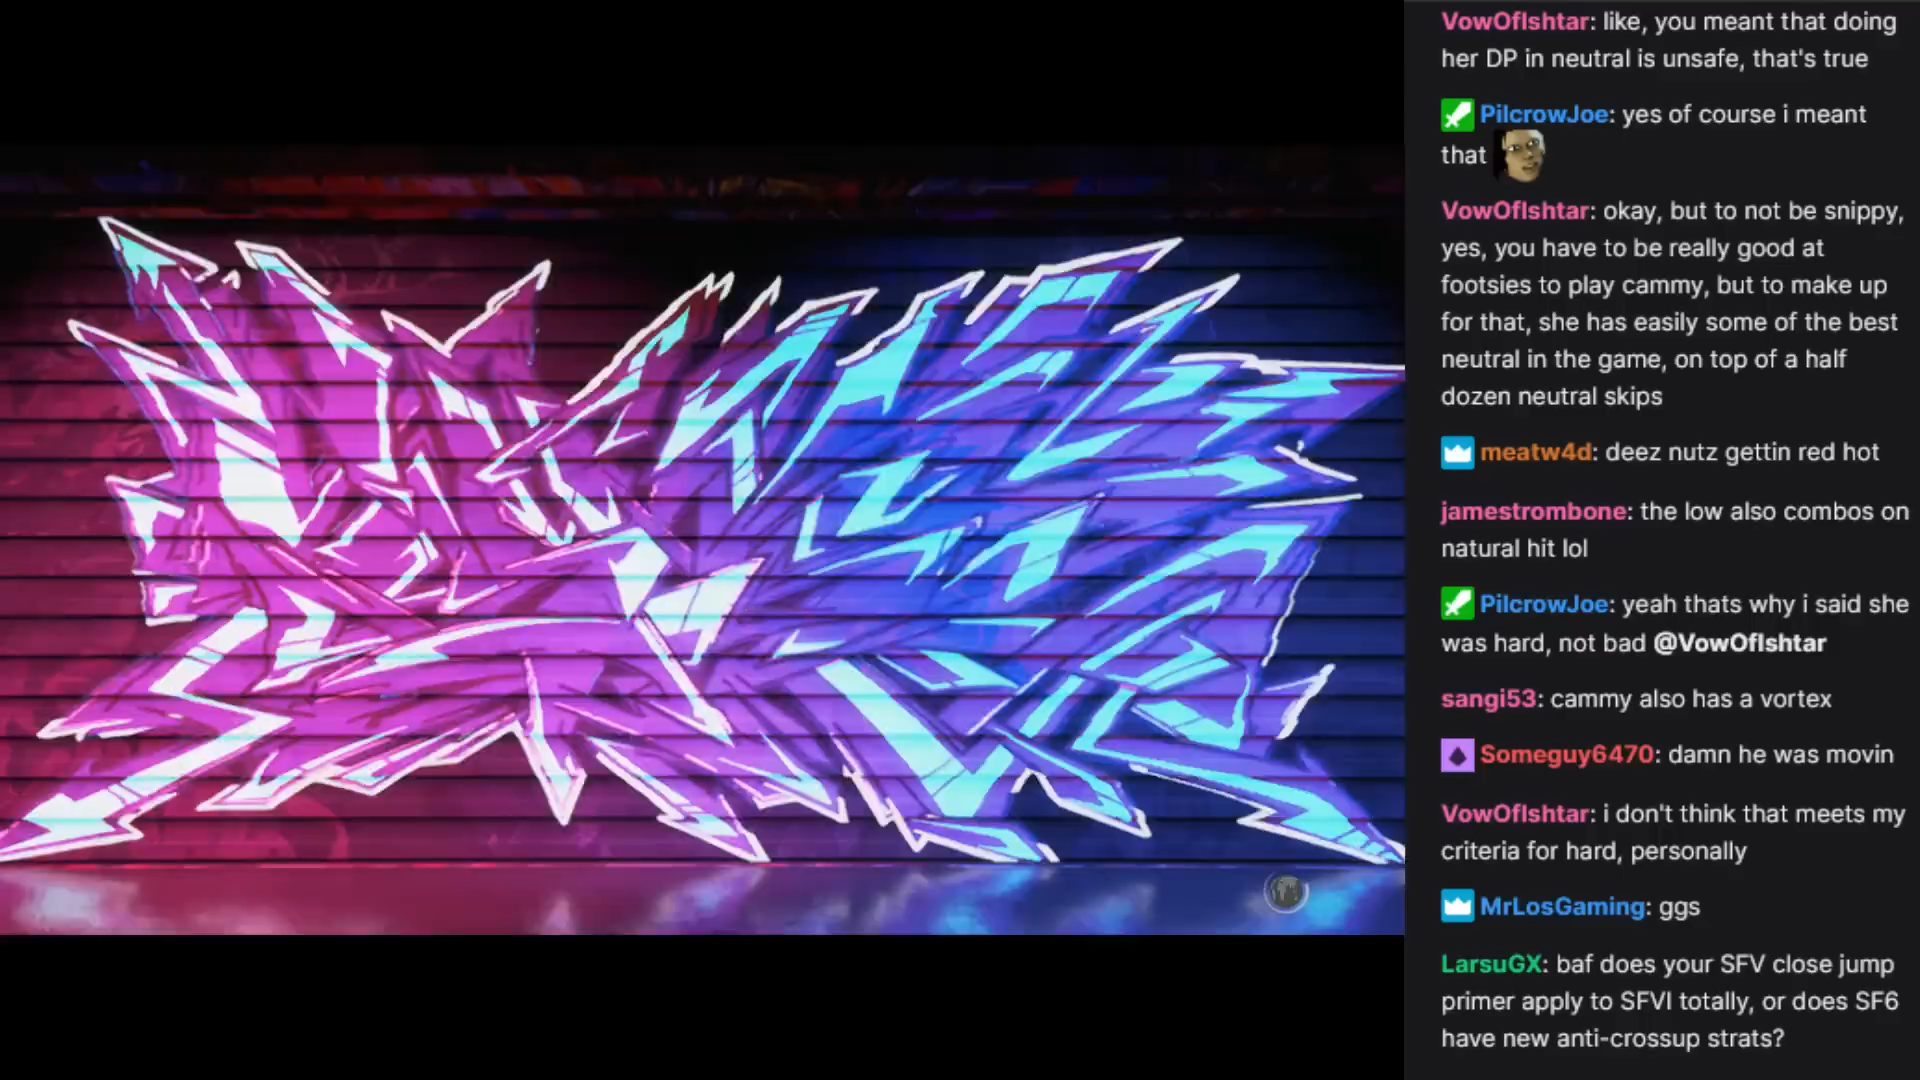 VowOfIshtar: like, you meant that doing
her DP in neutral is unsafe, that's true
PilcrowJoe: yes of course i meant
that
VowOfIshtar: okay, but to not be snippy,
yes, you have to be really good at
footsies to play cammy, but to make up
for that, she has easily some of the best
neutral in the game, on top of a half
dozen neutral skips
meatw4d: deez nutz gettin red hot
jamestrombone: the low also combos on
natural hit lol
PilcrowJoe: yeah thats why i said she
was hard, not bad @VowOfIshtar
sangi53: cammy also has a vortex
Someguy6470: damn he was movin
VowOfIshtar: i don't think that meets my
criteria for hard, personally
MrLosGaming: ggs
LarsuGX: baf does your SFV close jump
primer apply to SFVI totally, or does SF6
have new anti-crossup strats?